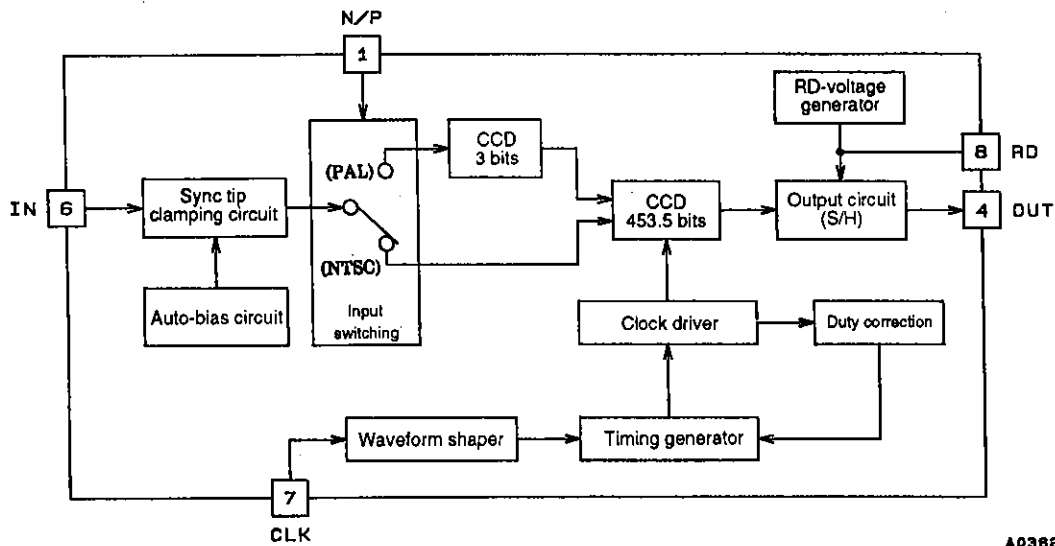 N/P
1
RD-voltage
generator
CCD
3 bits
(PAL)
8
RD
IN
6
Sync tip
clamping circuit
CCD
453.5 bits
Output circuit
(S/H)
4
OUT
(NTSC)
Auto-bias circuit
Input
switching
Clock driver
Duty correction
Waveform shaper
Timing generator
7
CLK
A0362